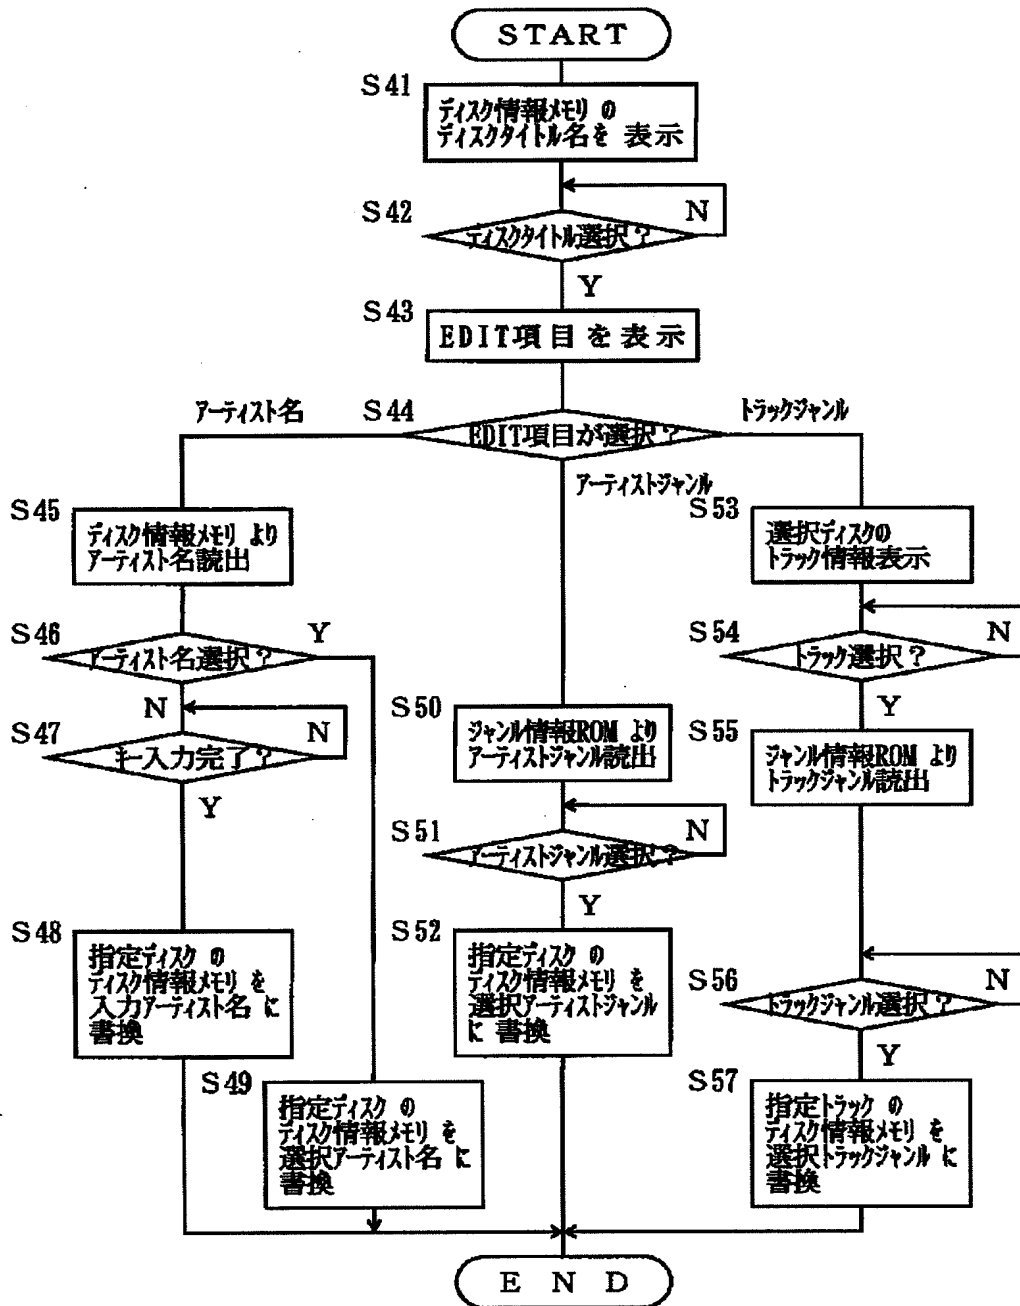 START
S41
ディスク情報メモリ の
ディスクタイトル名を 表示
S42
ディスクタイトル選択？
N
Y
S43
EDIT項目を表示
S44
EDIT項目が選択？
アーティスト名
アーティストジャンル
トラックジャンル
S45
ディスク情報メモリ より
アーティスト名読出
S46
アーティスト名選択？
Y
N
S47
キー入力完了？
N
Y
S48
指定ディスク の
ディスク情報メモリ を
入力アーティスト名 に
書換
S49
指定ディスク の
ディスク情報メモリ を
選択アーティスト名 に
書換
S50
ジャンル情報ROM より
アーティストジャンル読出
S51
アーティストジャンル選択？
N
Y
S52
指定ディスク の
ディスク情報メモリ を
選択アーティストジャンル
に 書換
S53
選択ディスクの
トラック情報表示
S54
トラック選択？
N
Y
S55
ジャンル情報ROM より
トラックジャンル読出
S56
トラックジャンル選択？
N
Y
S57
指定トラック の
ディスク情報メモリ を
選択トラックジャンル に
書換
END